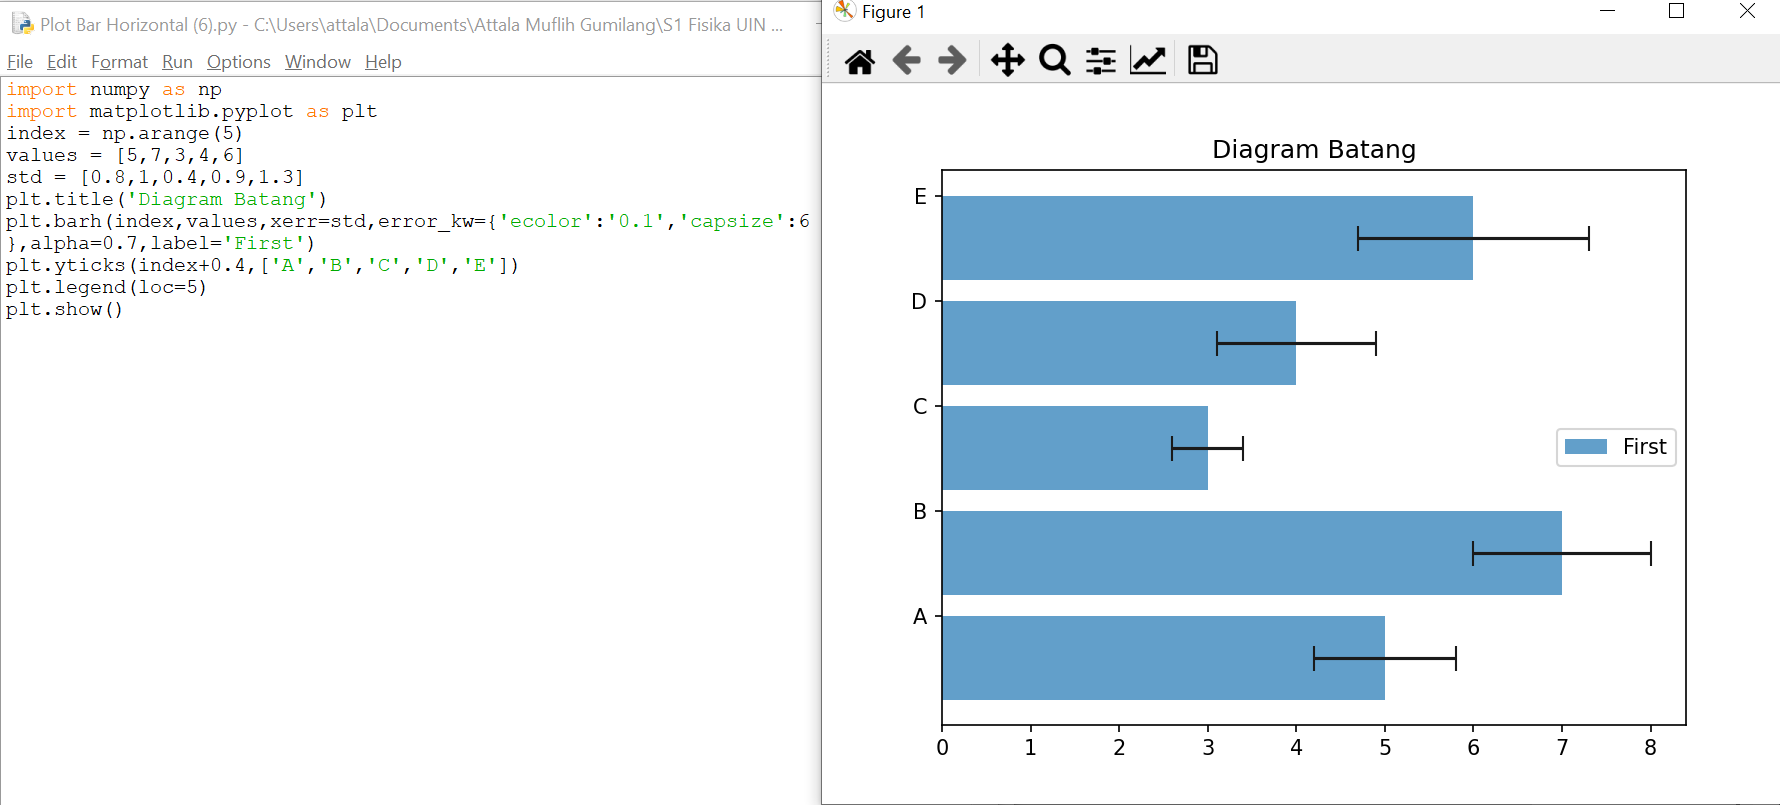 Plot Bar Horizontal (6).py - C:\Users\attala\Documents\Attala Muflih Gumilang\S1 Fisika UIN ...
File Edit Format Run Options Window Help
import numpy as np
import matplotlib.pyplot as plt
index = np.arange(5)
values = [5,7,3,4,6]
std = [0.8,1,0.4,0.9,1.3]
plt.title('Diagram Batang')
plt.barh(index,values,xerr=std,error_kw={'ecolor':'0.1','capsize':6
},alpha=0.7,label='First')
plt.yticks(index+0.4,['A','B','C','D','E'])
plt.legend(loc=5)
plt.show()
Figure 1
Diagram Batang
E
D
C
First
B
A
0 1 2 3 4 5 6 7 8